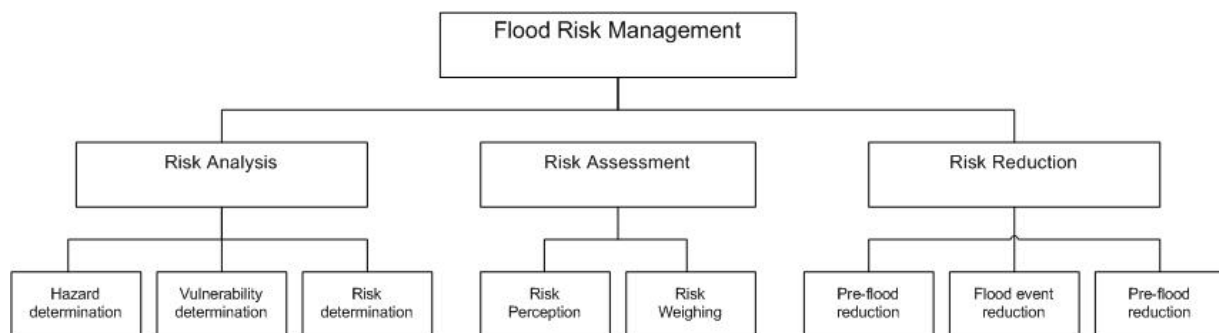 Flood Risk Management
Risk Analysis
Risk Assessment
Risk Reduction
Hazard
determination
Vulnerability
determination
Risk
determination
Risk
Perception
Risk
Weighing
Pre-flood
reduction
Flood event
reduction
Pre-flood
reduction